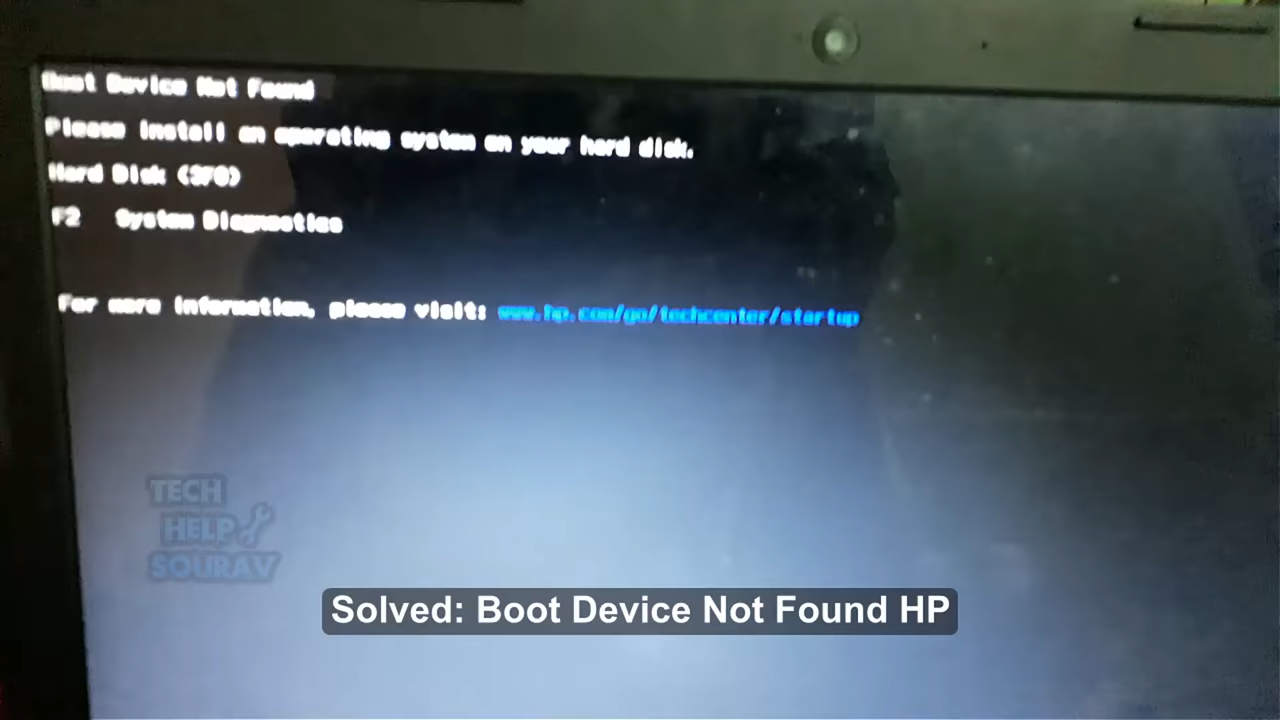 Boot Device Not Found
Please install an operating system on your hard disk.
Hard Disk (3F0)
F2 System Diagnostics
For more information, please visit: www.hp.com/go/techcenter/startup
TECH
HELP
SOURAV
Solved: Boot Device Not Found HP